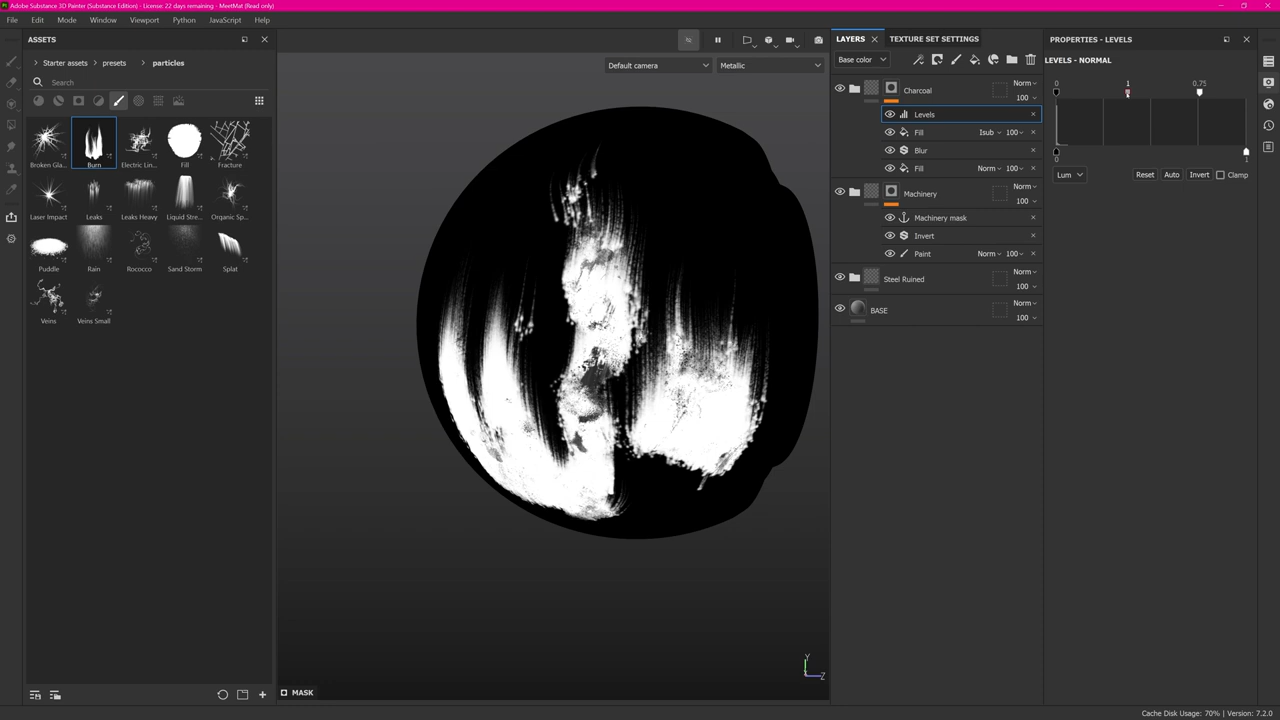 Adobe Substance 3D Painter (Substance Edition) - License: 22 days remaining - MeetMat (Read only)
File Edit Mode Window Viewport Python JavaScript Help
ASSETS
Starter assets > presets > particles
Search
Broken Gla... Burn Electric Lin... Fill Fracture
Laser Impact Leaks Leaks Heavy Liquid Stre... Organic Sp...
Puddle Rain Rococco Sand Storm Splat
Veins Veins Small
Default camera Metallic
Y
Z
MASK
LAYERS TEXTURE SET SETTINGS
Base color
Charcoal Norm
100
Levels
Fill Isub 100
Blur
Fill Norm 100
Machinery Norm
100
Machinery mask
Invert
Paint Norm 100
Steel Ruined Norm
100
BASE Norm
100
PROPERTIES - LEVELS
LEVELS - NORMAL
0 1 0.75
0 1
Lum Reset Auto Invert Clamp
Cache Disk Usage: 70% | Version: 7.2.0